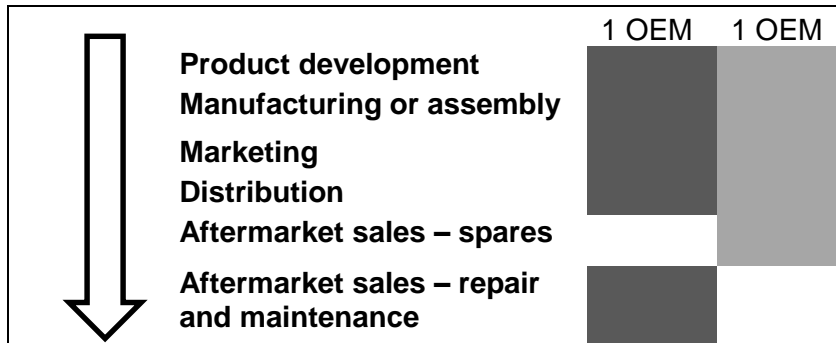 1 OEM 1 OEM
Product development
Manufacturing or assembly
Marketing
Distribution
Aftermarket sales – spares
Aftermarket sales – repair
and maintenance